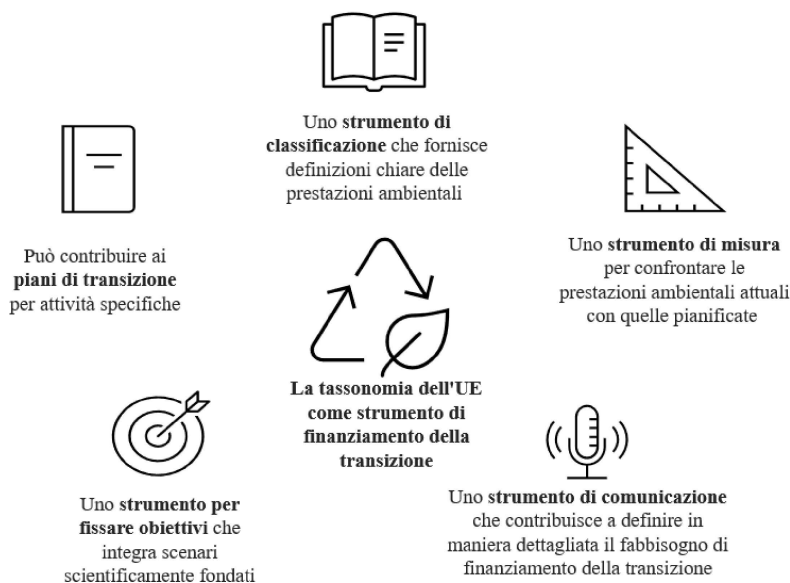 Uno strumento di
classificazione che fornisce
definizioni chiare delle
prestazioni ambientali
Può contribuire ai
piani di transizione
per attività specifiche
Uno strumento di misura
per confrontare le
prestazioni ambientali attuali
con quelle pianificate
La tassonomia dell'UE
come strumento di
finanziamento della
transizione
Uno strumento per
fissare obiettivi che
integra scenari
scientificamente fondati
Uno strumento di comunicazione
che contribuisce a definire in
maniera dettagliata il fabbisogno di
finanziamento della transizione